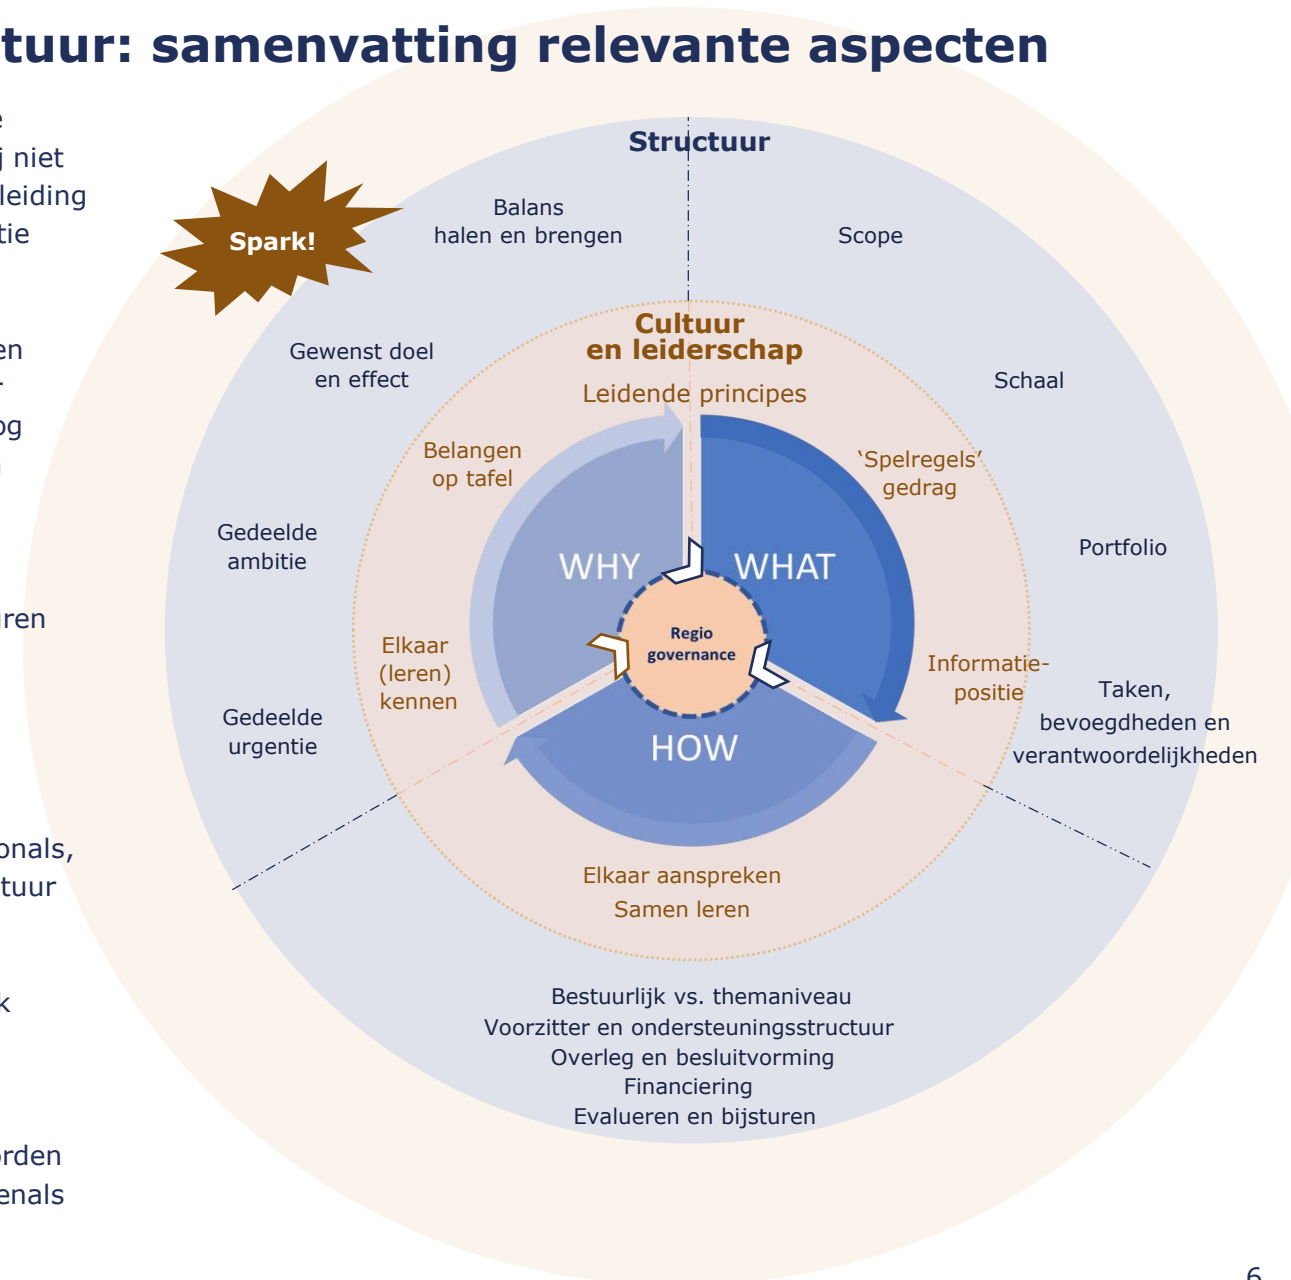 tuur: samenvatting relevante aspecten
e
j niet
leiding
tie
en
og
uren
onals,
tuur
k
orden
enals
Structuur
Spark!
Balans
halen en brengen
Scope
Gewenst doel
en effect
Schaal
Gedeelde
ambitie
Portfolio
Gedeelde
urgentie
Taken,
bevoegdheden en
verantwoordelijkheden
Cultuur
en leiderschap
Leidende principes
Belangen
op tafel
‘Spelregels’
gedrag
Elkaar
(leren)
kennen
Informatie-
positie
WHY
WHAT
HOW
Regio
governance
Elkaar aanspreken
Samen leren
Bestuurlijk vs. themaniveau
Voorzitter en ondersteuningsstructuur
Overleg en besluitvorming
Financiering
Evalueren en bijsturen
6